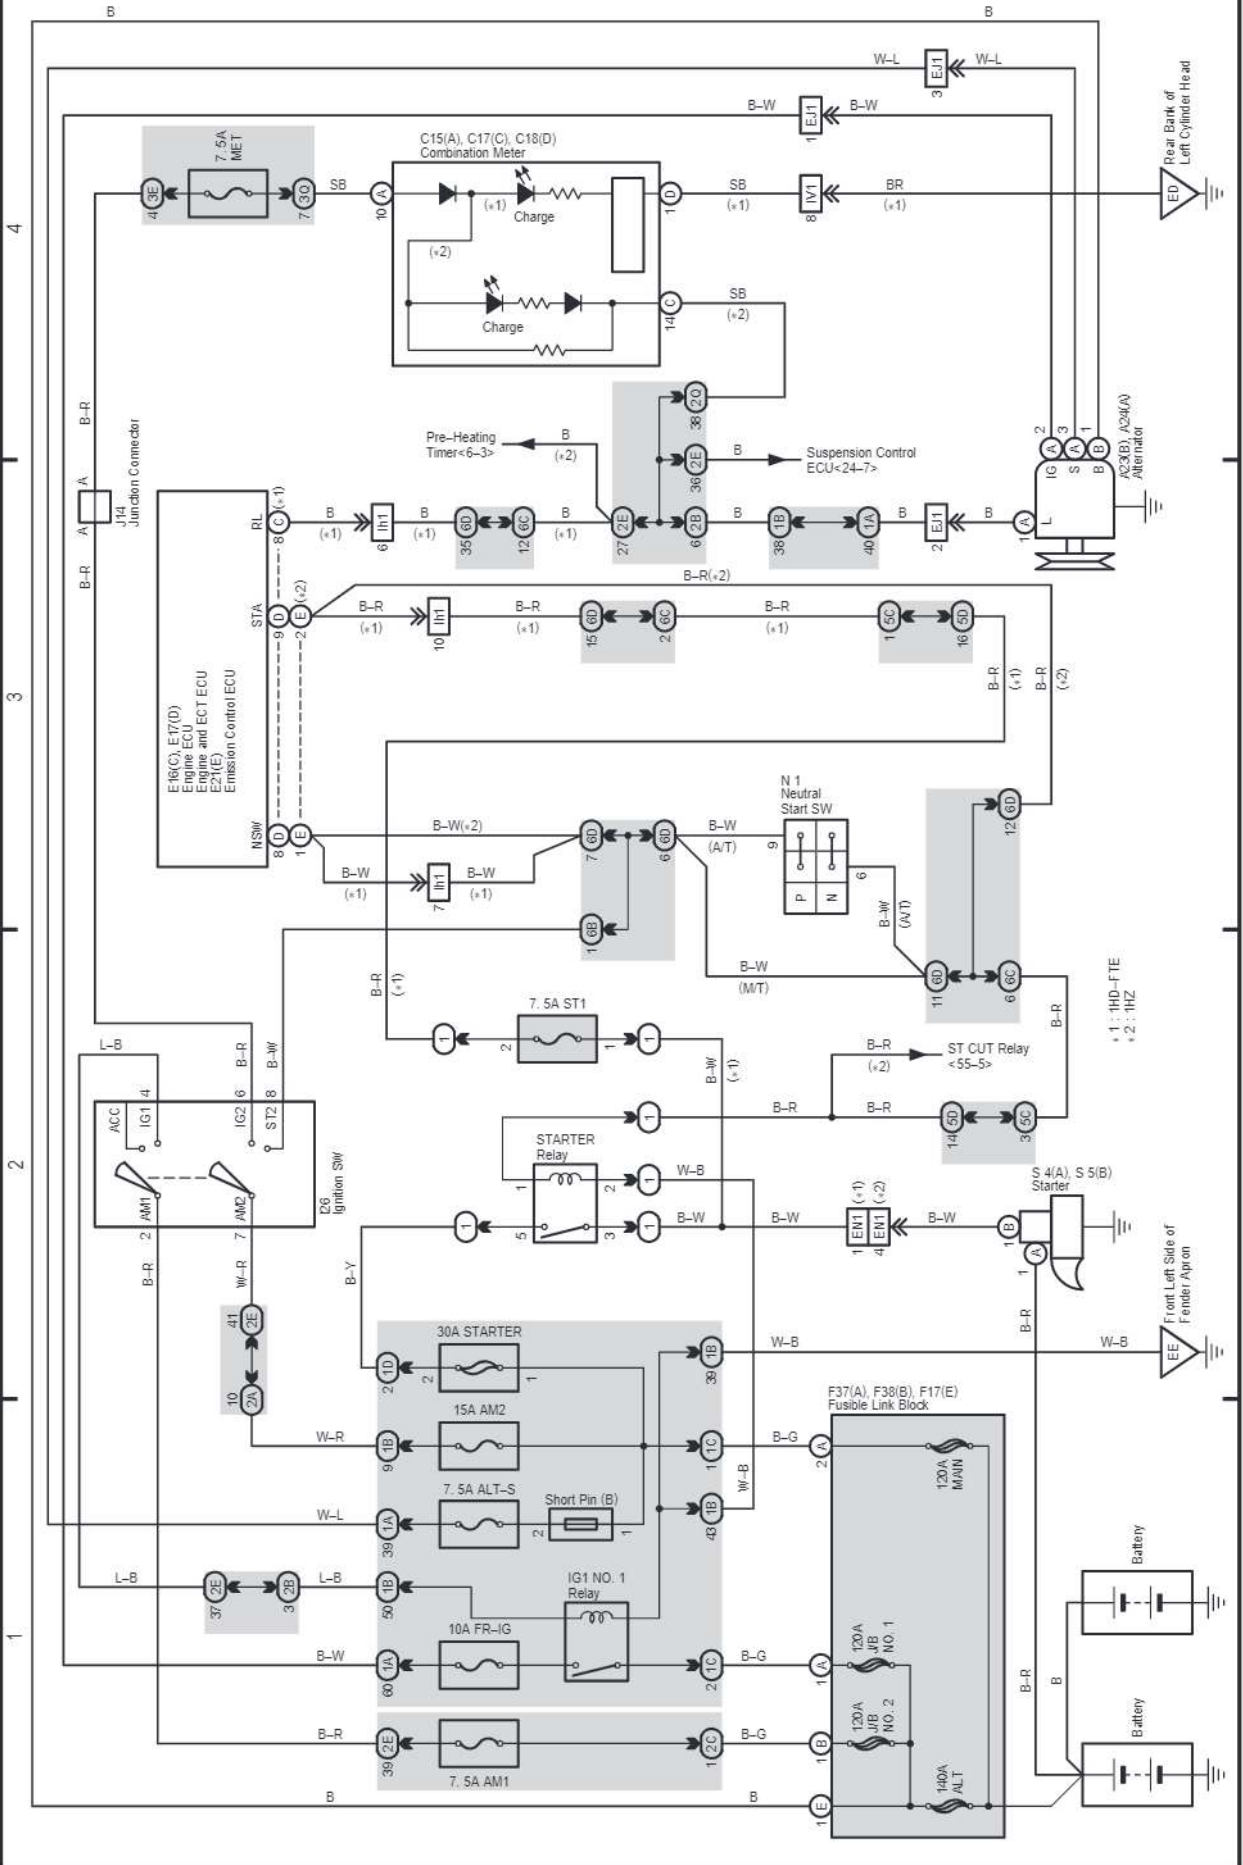 B
B
W–L
EJ1
W–L
3
B–W
EJ1
B–W
1
7. 5A
MET
4
3E
7
3Q
SB
10
A
C15(A), C17(C), C18(D)
Combination Meter
(*1)
Charge
(*2)
Charge
1
D
SB
(*1)
IV1
8
BR
(*1)
ED
Rear Bank of
Left Cylinder Head
4
14
C
SB
(*2)
B–R
38
2Q
Pre–Heating
Timer<6–3>
B
(*2)
36
2E
B
Suspension Control
ECU<24–7>
2
3
1
A
A
B
IG
S
B
A23(B), A24(A)
Alternator
A
A
J14
Junction Connector
B–R
RL
8
C
(*1)
B
(*1)
Ih1
6
B
(*1)
35
6D
12
6C
B
(*1)
27
2E
6
2B
B
38
1B
40
1A
B
EJ1
2
B
1
A
L
B–R(*2)
STA
9
D
2
E
(*2)
B–R
(*1)
Ih1
10
B–R
(*1)
15
6D
2
6C
B–R
(*1)
1
5C
16
5D
B–R
(*1)
B–R
(*2)
3
E16(C), E17(D)
Engine ECU
Engine and ECT ECU
E21(E)
Emission Control ECU
NSW
8
D
1
E
B–W(*2)
B–W
(*1)
Ih1
7
B–W
(*1)
7
6D
6
6D
B–W
(A/T)
N 1
Neutral
Start SW
9
P
N
6
B–W
(A/T)
12
6D
1
6B
B–R
(*1)
B–W
(M/T)
11
6D
6
6C
B–R
* 1 : 1HD–FTE
* 2 : 1HZ
7. 5A ST1
1
2
1
1
B–W
(*1)
B–R
(*2)
ST CUT Relay
<55–5>
L–B
B–R
B–W
ACC
IG1
4
IG2
6
ST2
8
AM1
2
AM2
7
I26
Ignition SW
2
STARTER
Relay
1
2
5
3
1
1
1
1
B–R
B–R
14
5D
3
5C
W–B
B–W
B–W
1
EN1
(*1)
4
EN1
(*2)
B–W
1
B
1
A
S 4(A), S 5(B)
Starter
B–R
W–R
B–Y
B–R
41
2E
10
2A
30A STARTER
2
1D
2
1
39
1B
W–B
W–B
EE
Front Left Side of
Fender Apron
W–R
9
1B
15A AM2
1
1C
B–G
2
A
F37(A), F38(B), F17(E)
Fusible Link Block
120A
MAIN
W–L
39
1A
7. 5A ALT–S
Short Pin (B)
2
1
43
1B
W–B
L–B
37
2E
3
2B
L–B
50
1B
IG1 NO. 1
Relay
Battery
1
B–W
60
1A
10A FR–IG
2
1C
B–G
1
A
120A
J/B
NO. 1
B–R
B
B–R
39
2E
7. 5A AM1
1
2C
B–G
1
B
120A
J/B
NO. 2
Battery
B
B
1
E
140A
ALT